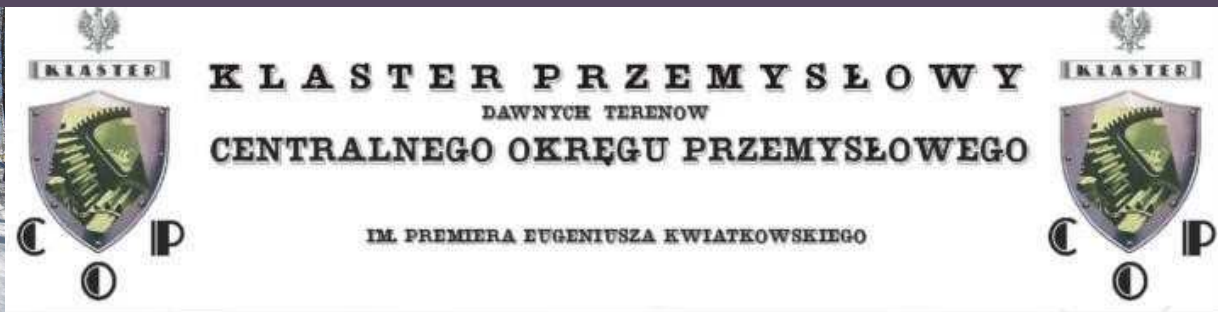 KLASTER
KLASTER PRZEMYSŁOWY
DAWNYCH TERENOW
CENTRALNEGO OKRĘGU PRZEMYSŁOWEGO
IM. PREMIERA EUGENIUSZA KWIATKOWSKIEGO
C P
O
KLASTER
C P
O